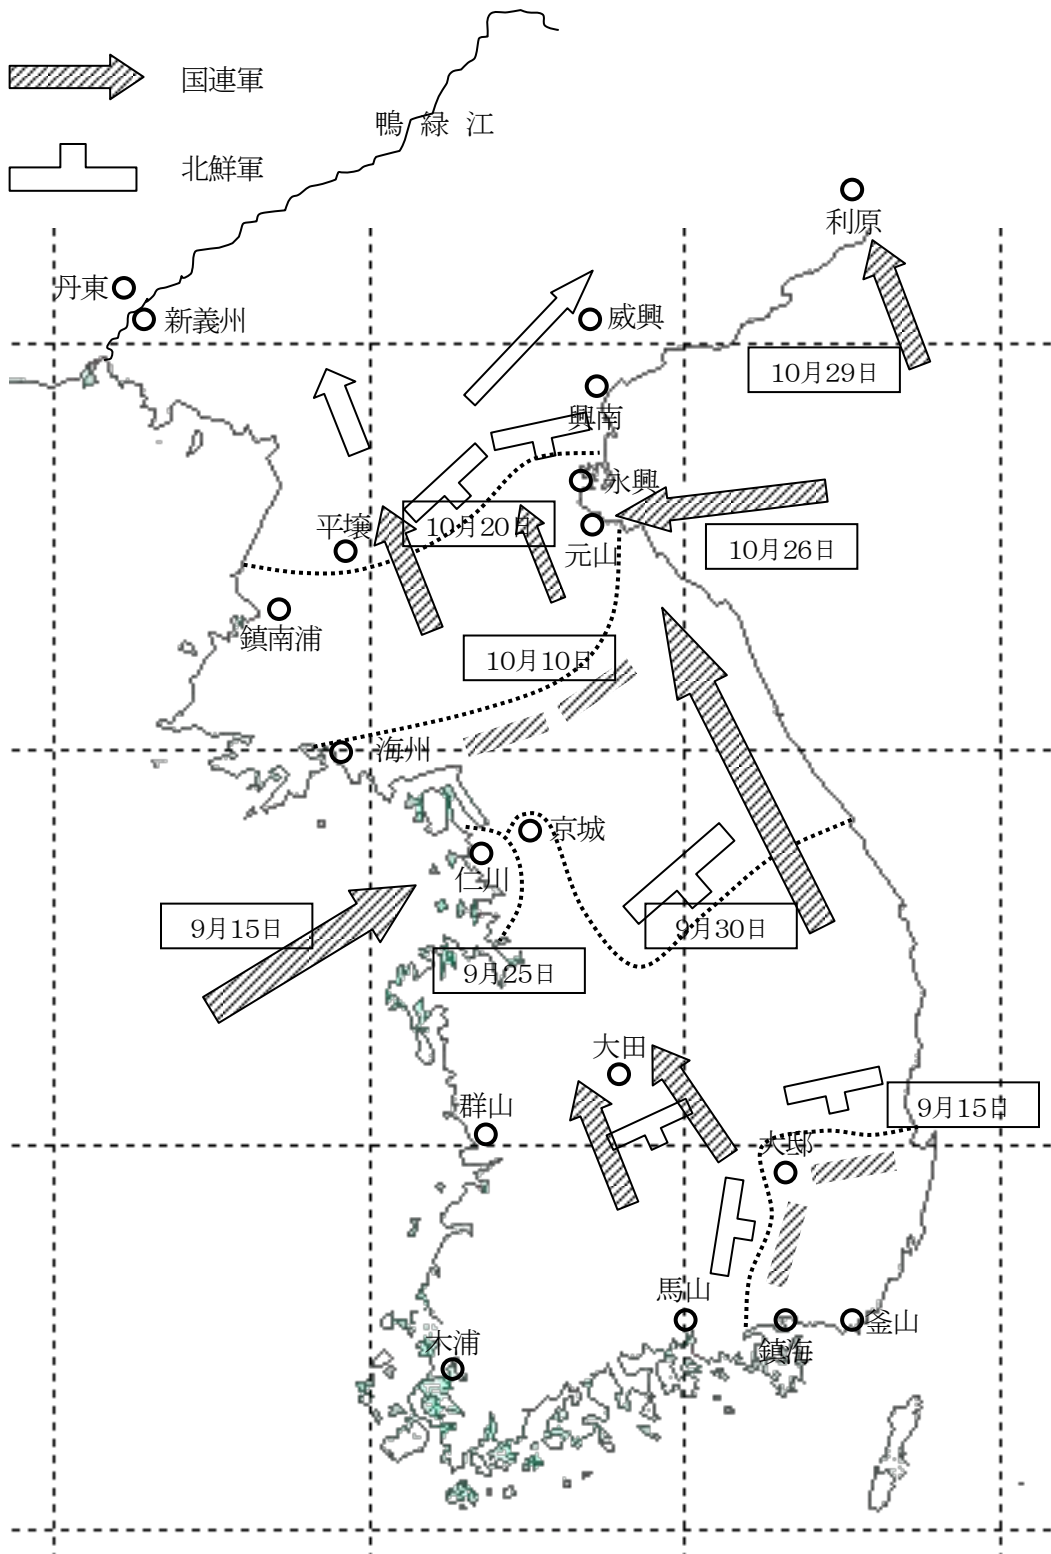 国連軍
鴨 緑 江
北鮮軍
利原
丹東
新義州
威興
10月29日
興南
永興
10月20日
平壌
元山
10月26日
鎮南浦
10月10日
海州
京城
仁川
9月15日
9月30日
9月25日
大田
群山
9月15日
大邸
馬山
釜山
鎮海
木浦